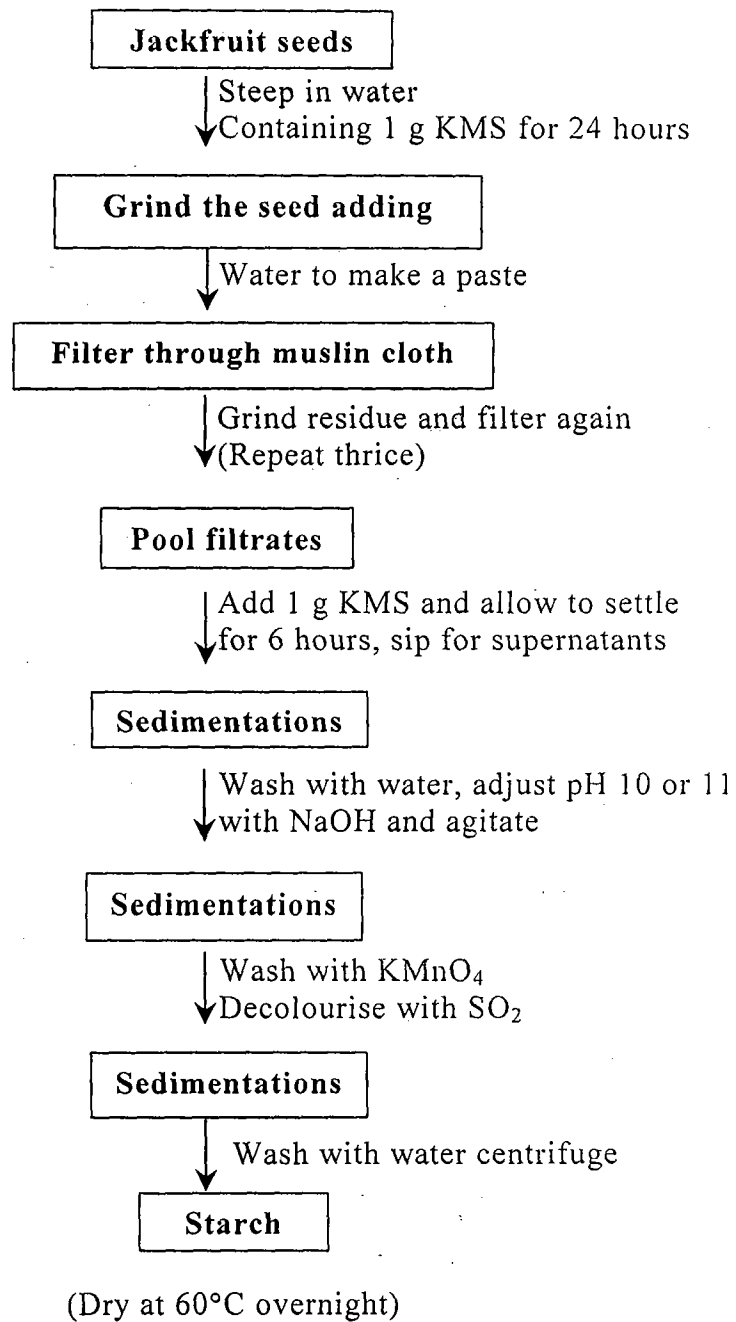 Jackfruit seeds
Steep in water
Containing 1 g KMS for 24 hours
Grind the seed adding
Water to make a paste
Filter through muslin cloth
Grind residue and filter again
(Repeat thrice)
Pool filtrates
Add 1 g KMS and allow to settle
for 6 hours, sip for supernatants
Sedimentations
Wash with water, adjust pH 10 or 11
with NaOH and agitate
Sedimentations
Wash with KMnO₄
Decolourise with SO₂
Sedimentations
Wash with water centrifuge
Starch
(Dry at 60°C overnight)